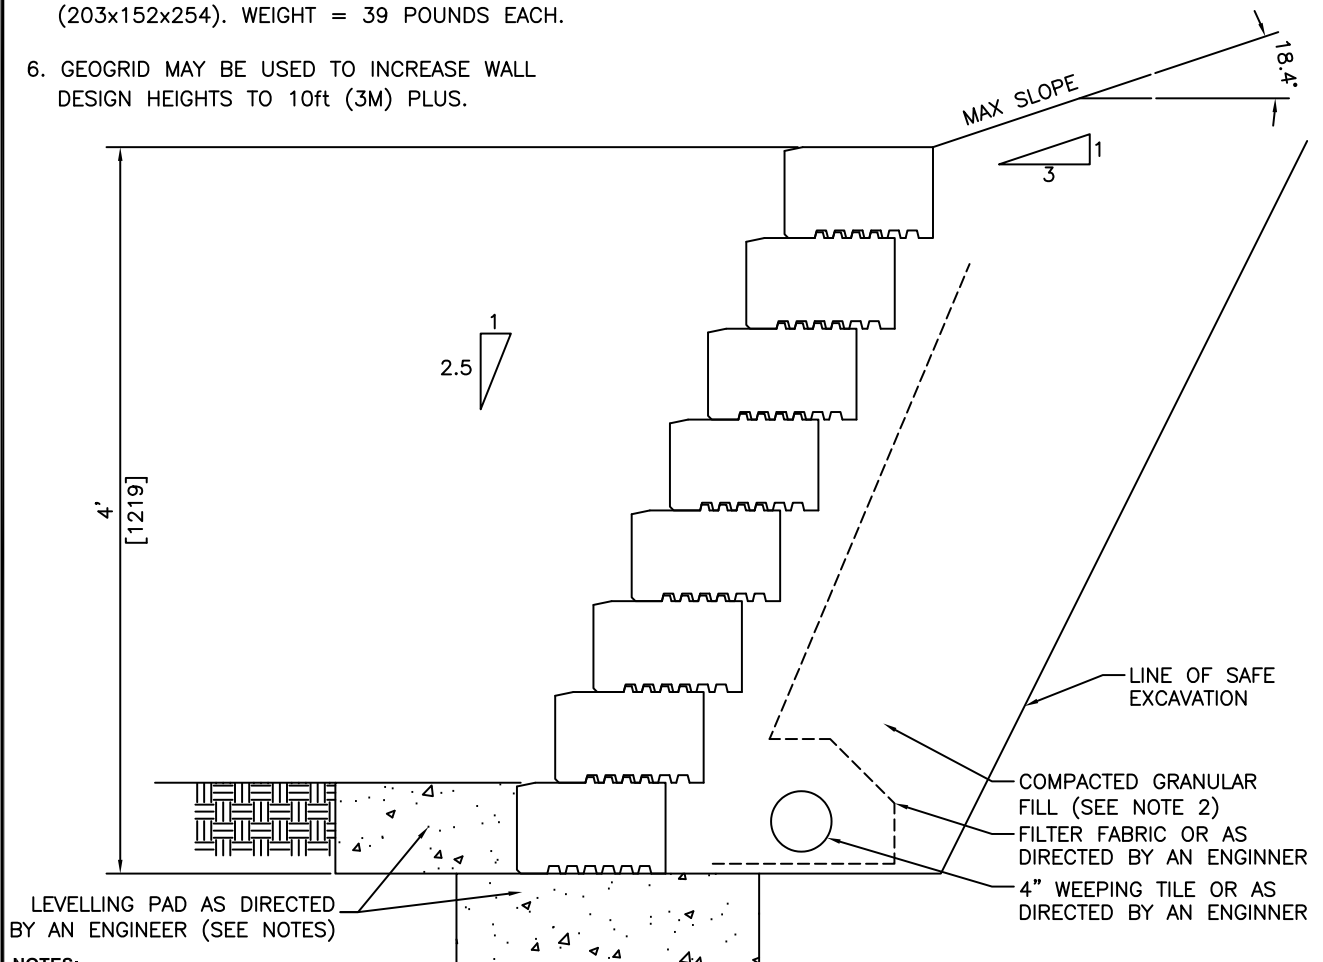 (203x152x254). WEIGHT = 39 POUNDS EACH.
6. GEOGRID MAY BE USED TO INCREASE WALL
DESIGN HEIGHTS TO 10ft (3M) PLUS.
18.4°
MAX SLOPE
1
3
1
2.5
4'
[1219]
LINE OF SAFE
EXCAVATION
COMPACTED GRANULAR
FILL (SEE NOTE 2)
FILTER FABRIC OR AS
DIRECTED BY AN ENGINNER
4" WEEPING TILE OR AS
DIRECTED BY AN ENGINNER
LEVELLING PAD AS DIRECTED
BY AN ENGINEER (SEE NOTES)
NOTES: